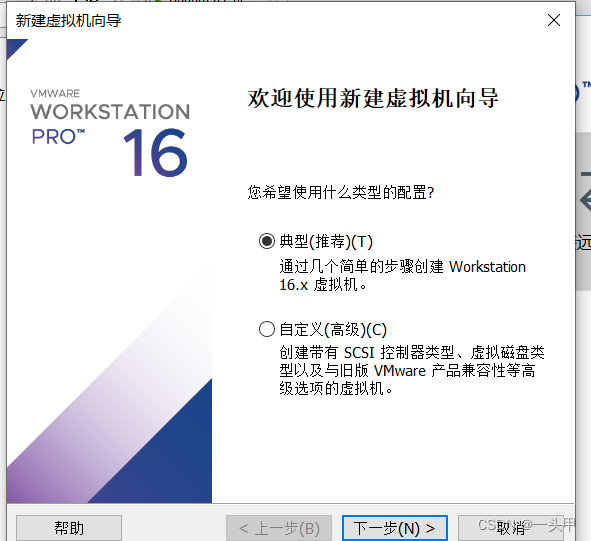 新建虚拟机向导
VMWARE
WORKSTATION
PRO™
16
欢迎使用新建虚拟机向导
您希望使用什么类型的配置?
典型(推荐)(T)
通过几个简单的步骤创建 Workstation
16.x 虚拟机。
自定义(高级)(C)
创建带有 SCSI 控制器类型、虚拟磁盘类
型以及与旧版 VMware 产品兼容性等高
级选项的虚拟机。
帮助
< 上一步(B)
下一步(N) >
取消
CSDN @一头甲